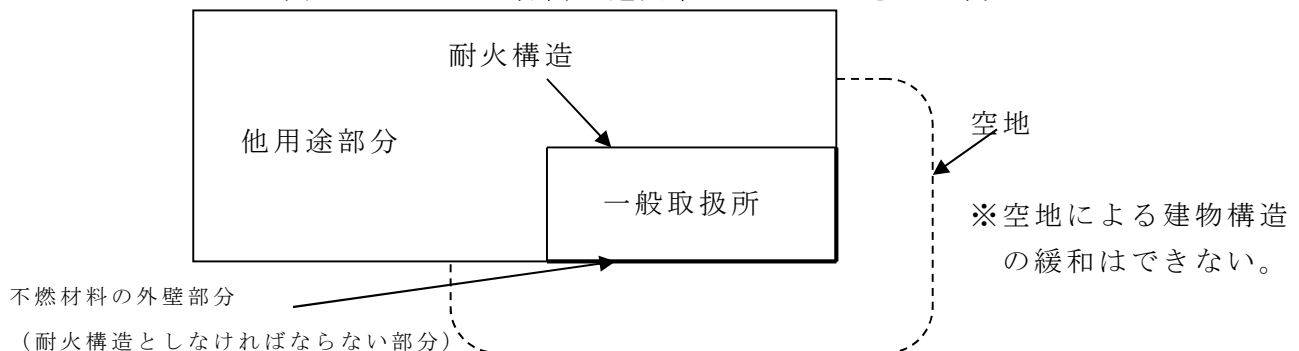 耐火構造
空地
他用途部分
一般取扱所
※空地による建物構造
の緩和はできない。
不燃材料の外壁部分
（耐火構造としなければならない部分）